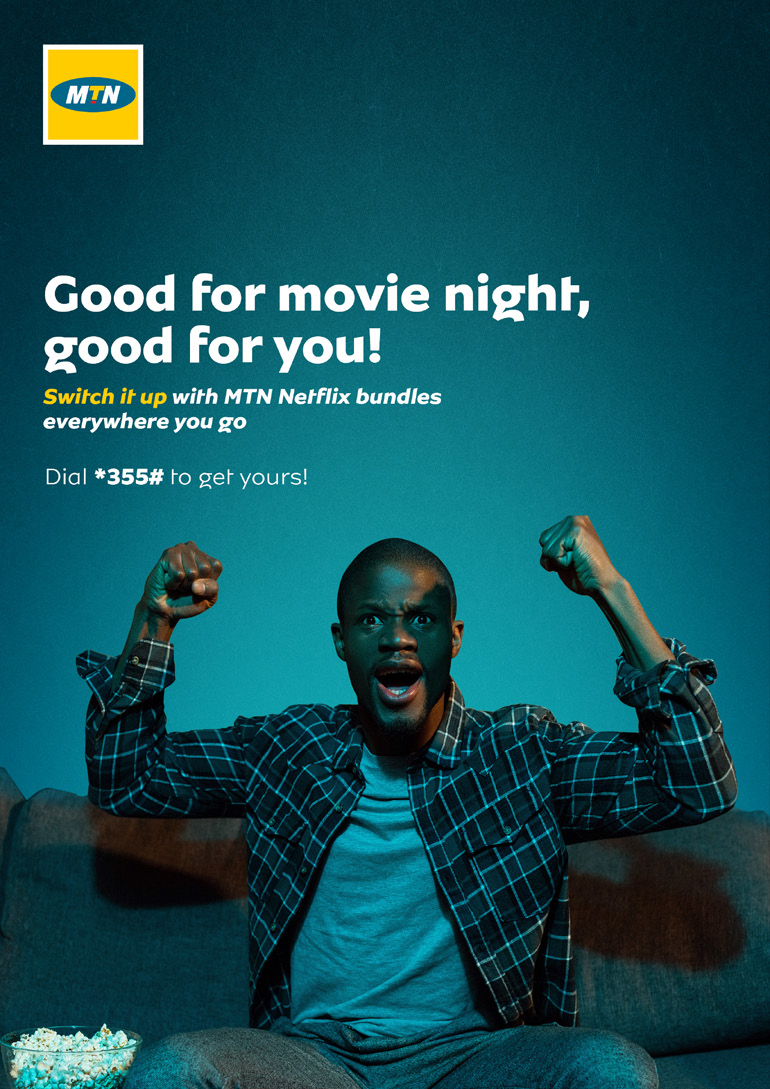 MTN
Good for movie night,
good for you!
Switch it up with MTN Netflix bundles
everywhere you go
Dial *355# to get yours!